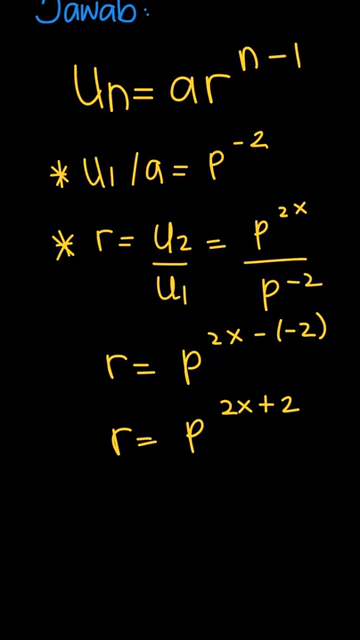 Jawab:
Un = ar^(n-1)
* U1/a = p^-2
* r = U2/U1 = p^2x/p^-2
r = p^(2x-(-2))
r = p^(2x+2)